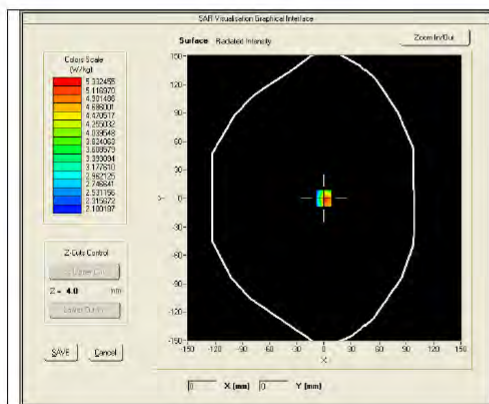 SAR Visualisation Graphical Interface
Surface Radiated Intensity
Zoom In/Out
Colors Scale
(W/kg)
5.332455
5.116970
4.901486
4.686001
4.470517
4.255032
4.039548
3.824063
3.608579
3.393094
3.177610
2.962125
2.746641
2.531156
2.315672
2.100187
150
120
90
60
30
0
-30
-60
-90
-120
-150
Y
-150 -120 -90 -60 -30 0 30 60 90 120 150
X
Z-Cuts Control
Z = 4.0 mm
SAVE Cancel
0 X (mm) 0 Y (mm)